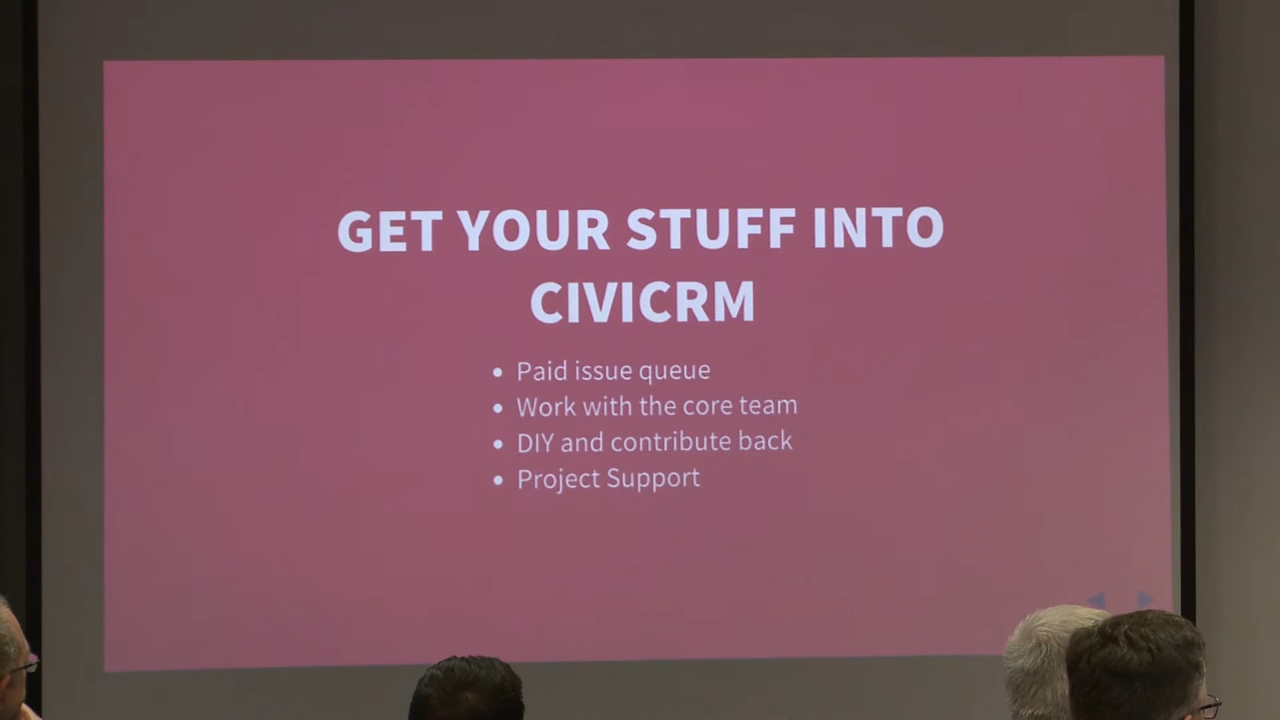 GET YOUR STUFF INTO
CIVICRM
Paid issue queue
Work with the core team
DIY and contribute back
Project Support